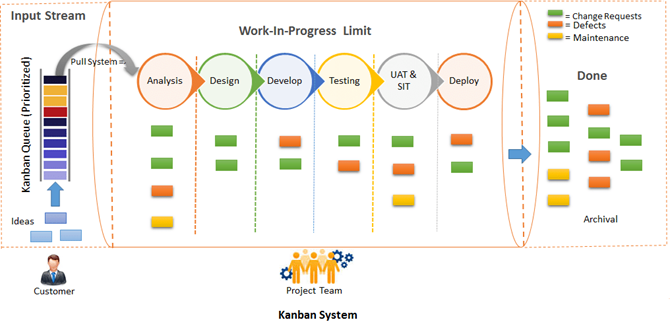 Input Stream
Work-In-Progress Limit
= Change Requests
= Defects
= Maintenance
Pull System =
Kanban Queue (Prioritized)
Analysis
Design
Develop
Testing
UAT &
SIT
Deploy
Done
Ideas
Archival
Customer
Project Team
Kanban System